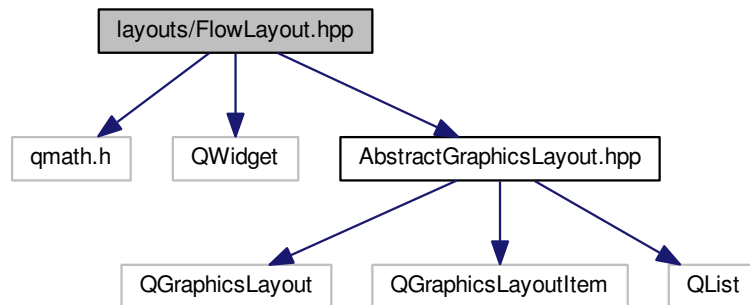 layouts/FlowLayout.hpp
qmath.h
QWidget
AbstractGraphicsLayout.hpp
QGraphicsLayout
QGraphicsLayoutItem
QList